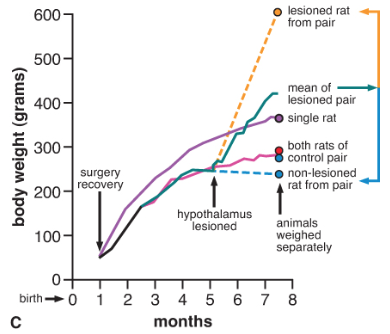 600
500
400
300
200
100
0
body weight (grams)
lesioned rat
from pair
mean of
lesioned pair
single rat
both rats of
control pair
non-lesioned
rat from pair
surgery
recovery
hypothalamus
lesioned
animals
weighed
separately
birth
0 1 2 3 4 5 6 7 8
C
months